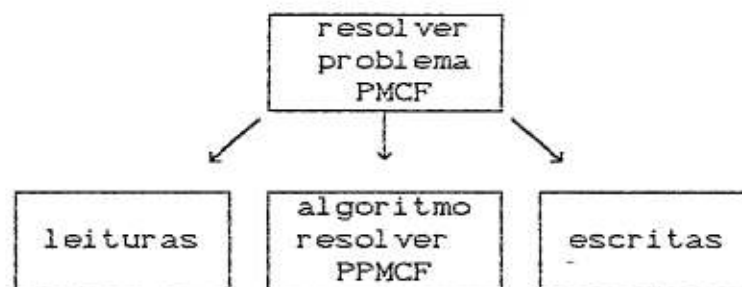 resolver
problema
PMCF
leituras
algoritmo
resolver
PPMCF
escritas